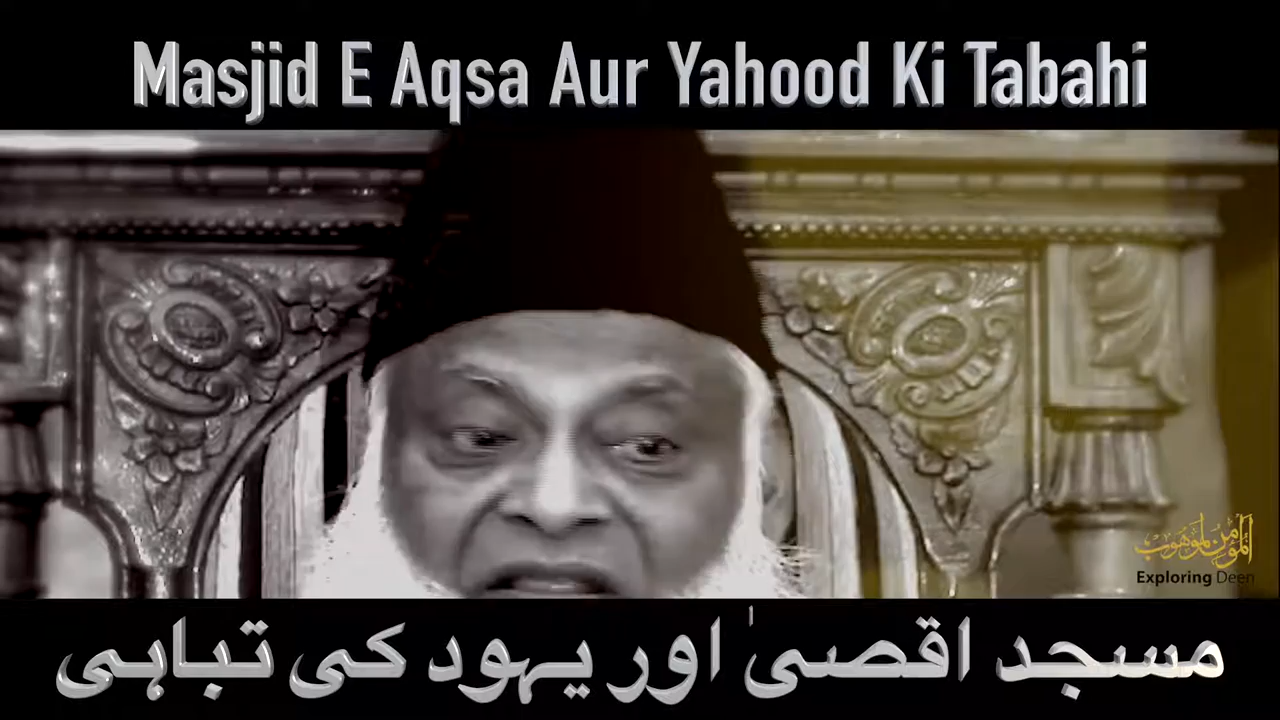 Masjid E Aqsa Aur Yahood Ki Tabahi
Exploring Deen
مسجد اقصیٰ اور یہود کی تباہی